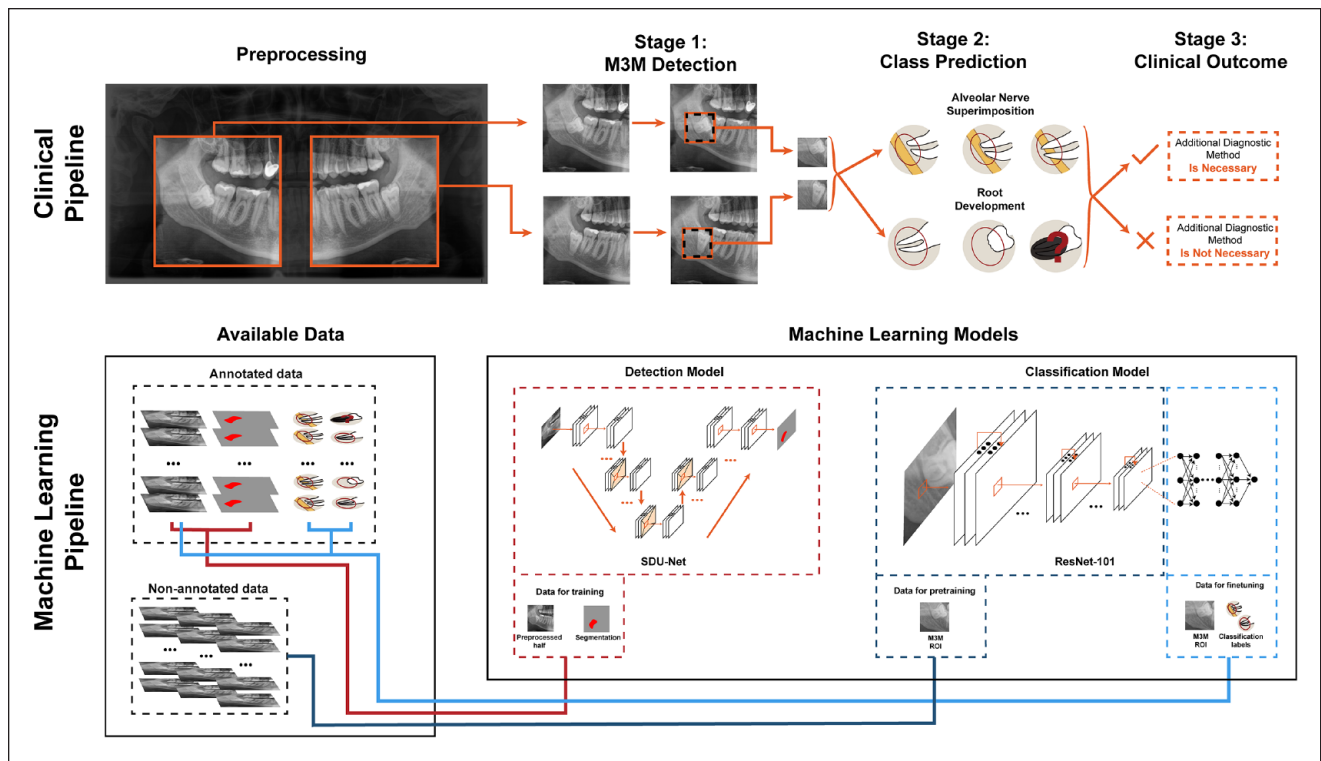 Clinical
Pipeline
Preprocessing
Stage 1:
M3M Detection
Stage 2:
Class Prediction
Stage 3:
Clinical Outcome
Alveolar Nerve
Superimposition
Root
Development
Additional Diagnostic
Method
Is Necessary
Additional Diagnostic
Method
Is Not Necessary
Machine Learning
Pipeline
Available Data
Annotated data
...
...
...
...
...
...
Non-annotated data
...
...
...
Machine Learning Models
Detection Model
...
...
...
SDU-Net
Data for training
Preprocessed
half
Segmentation
Classification Model
...
...
ResNet-101
Data for pretraining
M3M
ROI
Data for finetuning
M3M
ROI
Classification
labels